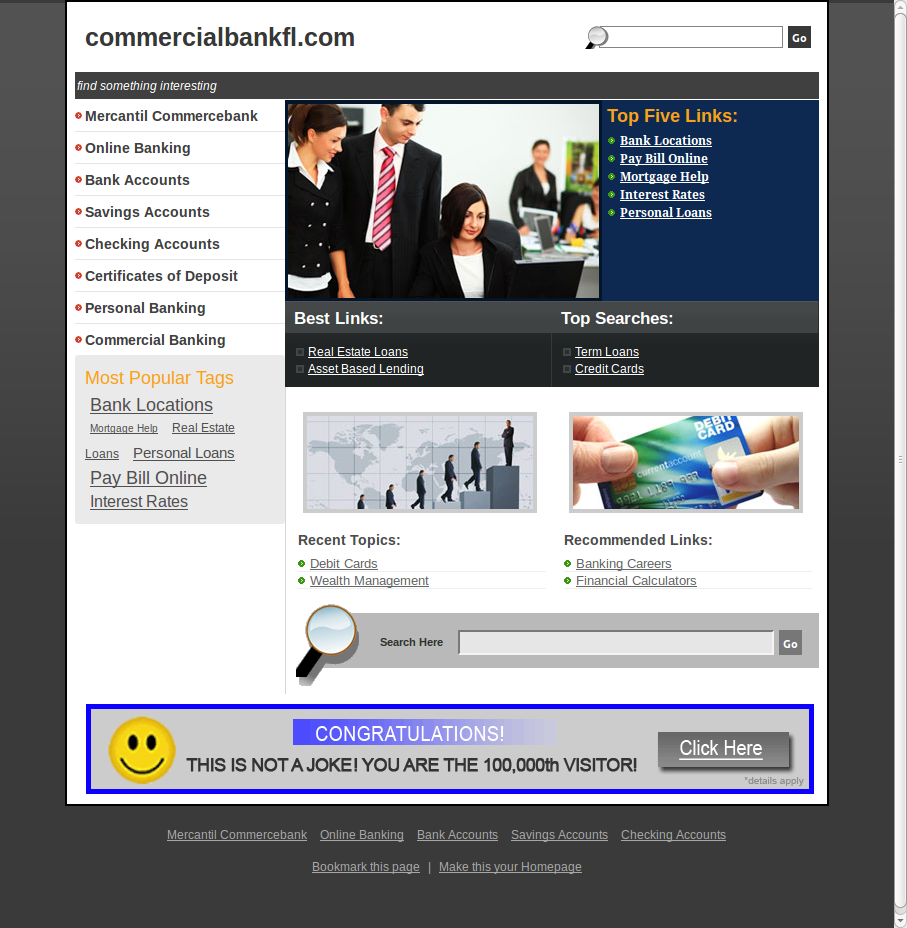 commercialbankfl.com
Go
find something interesting
Mercantil Commercebank
Online Banking
Bank Accounts
Savings Accounts
Checking Accounts
Certificates of Deposit
Personal Banking
Commercial Banking
Most Popular Tags
Bank Locations
Mortgage Help Real Estate
Loans Personal Loans
Pay Bill Online
Interest Rates
Top Five Links:
Bank Locations
Pay Bill Online
Mortgage Help
Interest Rates
Personal Loans
Best Links:
Real Estate Loans
Asset Based Lending
Top Searches:
Term Loans
Credit Cards
DEBIT
CARD
currentaccount
Recent Topics:
Debit Cards
Wealth Management
Recommended Links:
Banking Careers
Financial Calculators
Search Here
Go
CONGRATULATIONS!
THIS IS NOT A JOKE! YOU ARE THE 100,000th VISITOR!
Click Here
*details apply
Mercantil Commercebank Online Banking Bank Accounts Savings Accounts Checking Accounts
Bookmark this page | Make this your Homepage